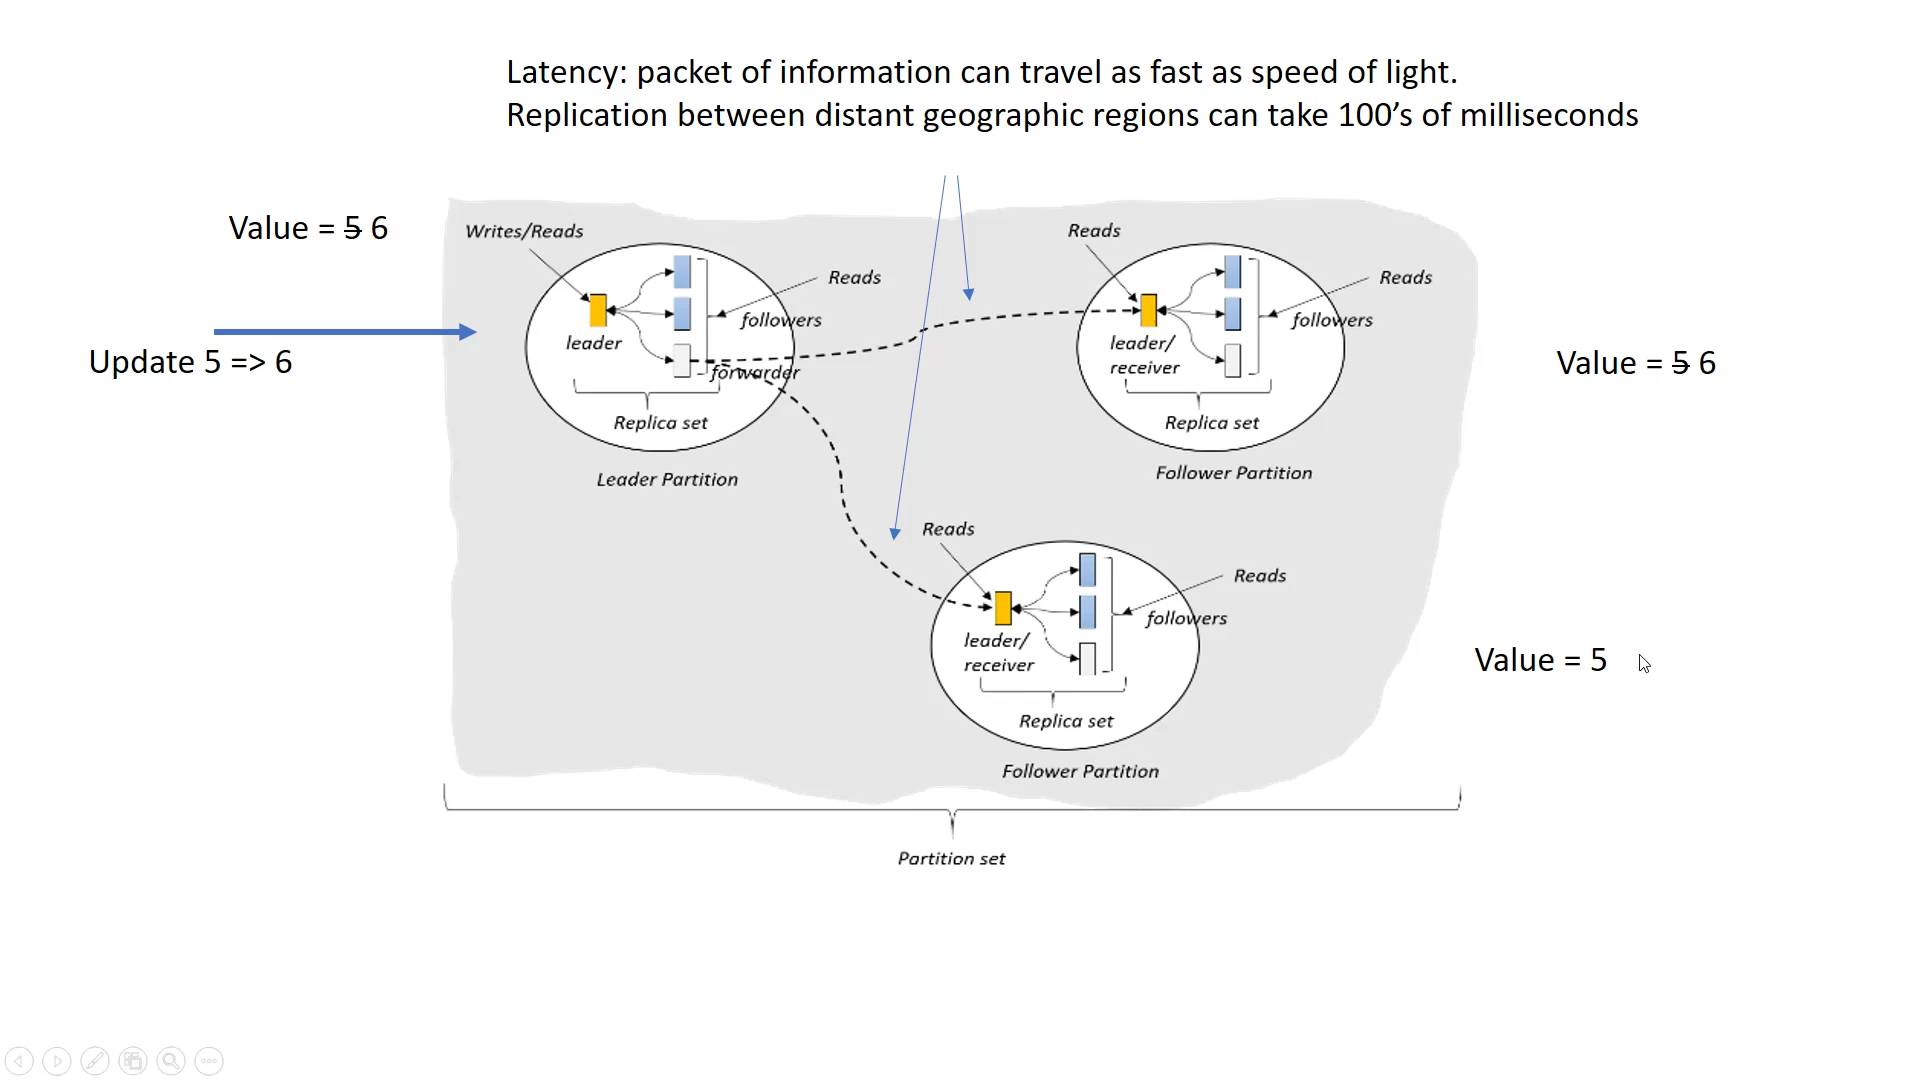 Latency: packet of information can travel as fast as speed of light.
Replication between distant geographic regions can take 100's of milliseconds
Value = 5 6
Update 5 => 6
Writes/Reads
Reads
followers
leader
forwarder
Replica set
Leader Partition
Reads
Reads
followers
leader/
receiver
Replica set
Follower Partition
Value = 5 6
Reads
Reads
followers
leader/
receiver
Replica set
Follower Partition
Value = 5
Partition set